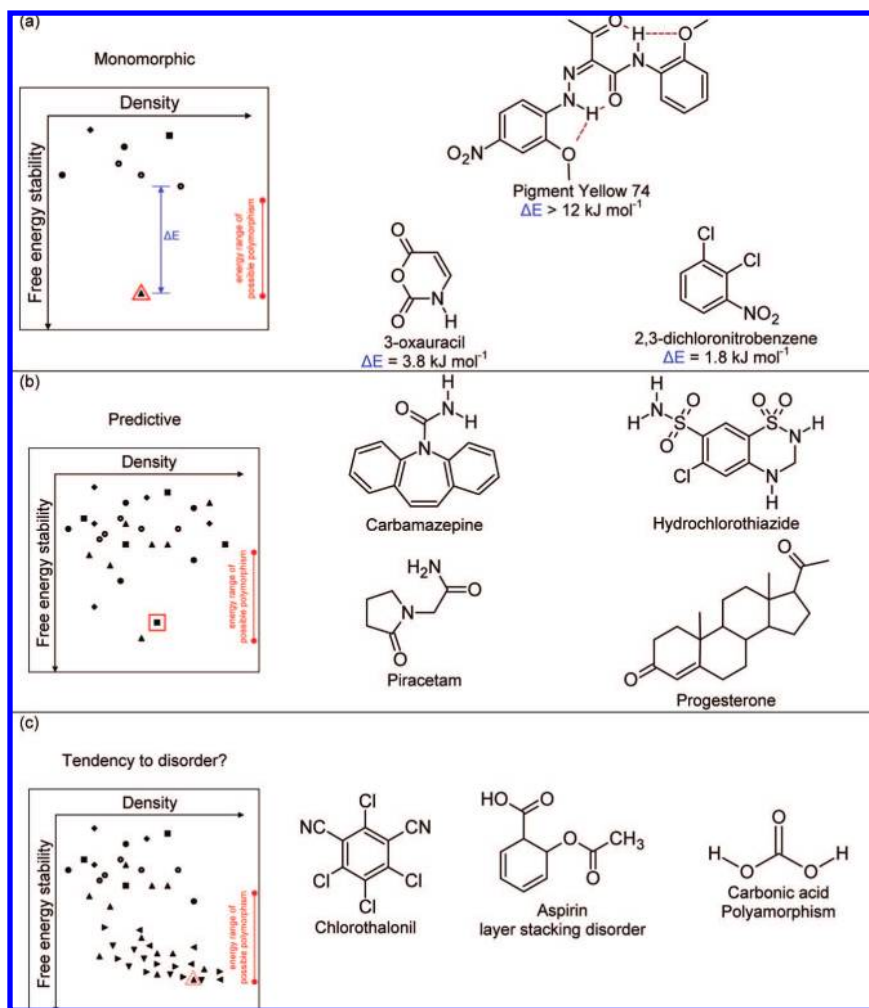 (a)
Monomorphic
Density
Free energy stability
ΔE
energy range of
possible polymorphism
O
H
O
N
N
N
H
O
O₂N
O
Pigment Yellow 74
ΔE > 12 kJ mol⁻¹
O
O
O
N
H
3-oxauracil
ΔE = 3.8 kJ mol⁻¹
Cl
Cl
NO₂
2,3-dichloronitrobenzene
ΔE = 1.8 kJ mol⁻¹
(b)
Predictive
Density
Free energy stability
energy range of
possible polymorphism
H
O
N
H
N
Carbamazepine
H
O
O O
H
N
S
S
N
H
O
Cl
N
H
Hydrochlorothiazide
H₂N
O
N
O
Piracetam
O
O
Progesterone
(c)
Tendency to disorder?
Density
Free energy stability
energy range of
possible polymorphism
Cl
NC
CN
Cl
Cl
Cl
Chlorothalonil
HO
O
O
CH₃
O
Aspirin
layer stacking disorder
O
H
O
O
H
Carbonic acid
Polyamorphism